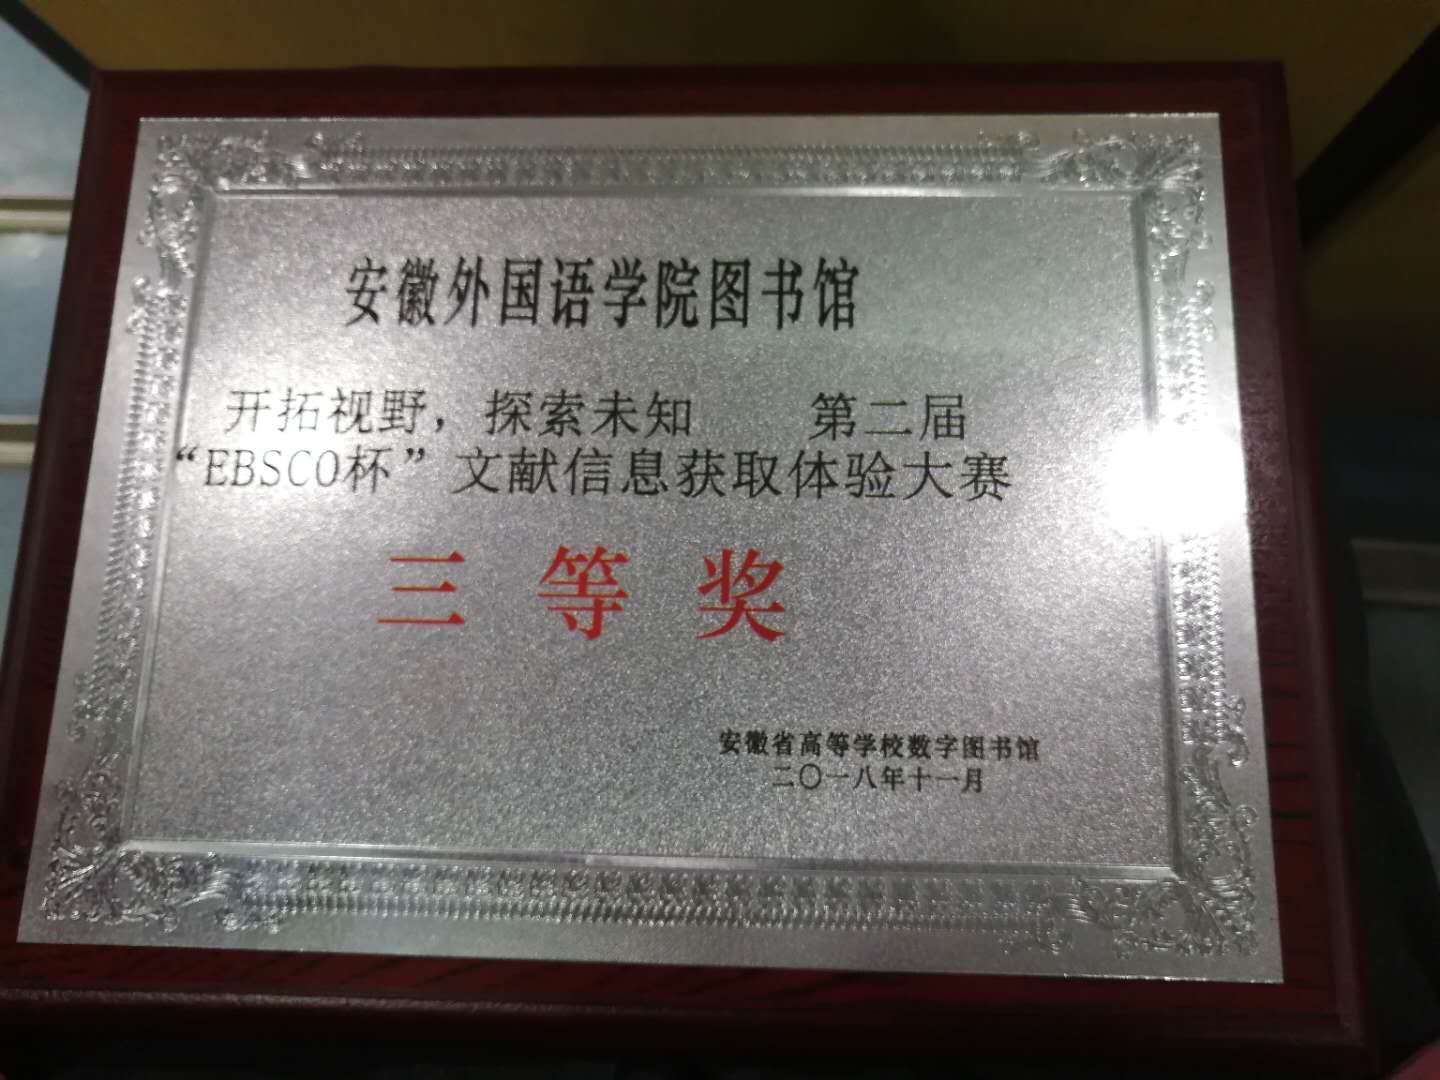 安徽外国语学院图书馆
开拓视野，探索未知 第二届
“EBSCO杯”文献信息获取体验大赛
三等奖
安徽省高等学校数字图书馆
二〇一八年十一月